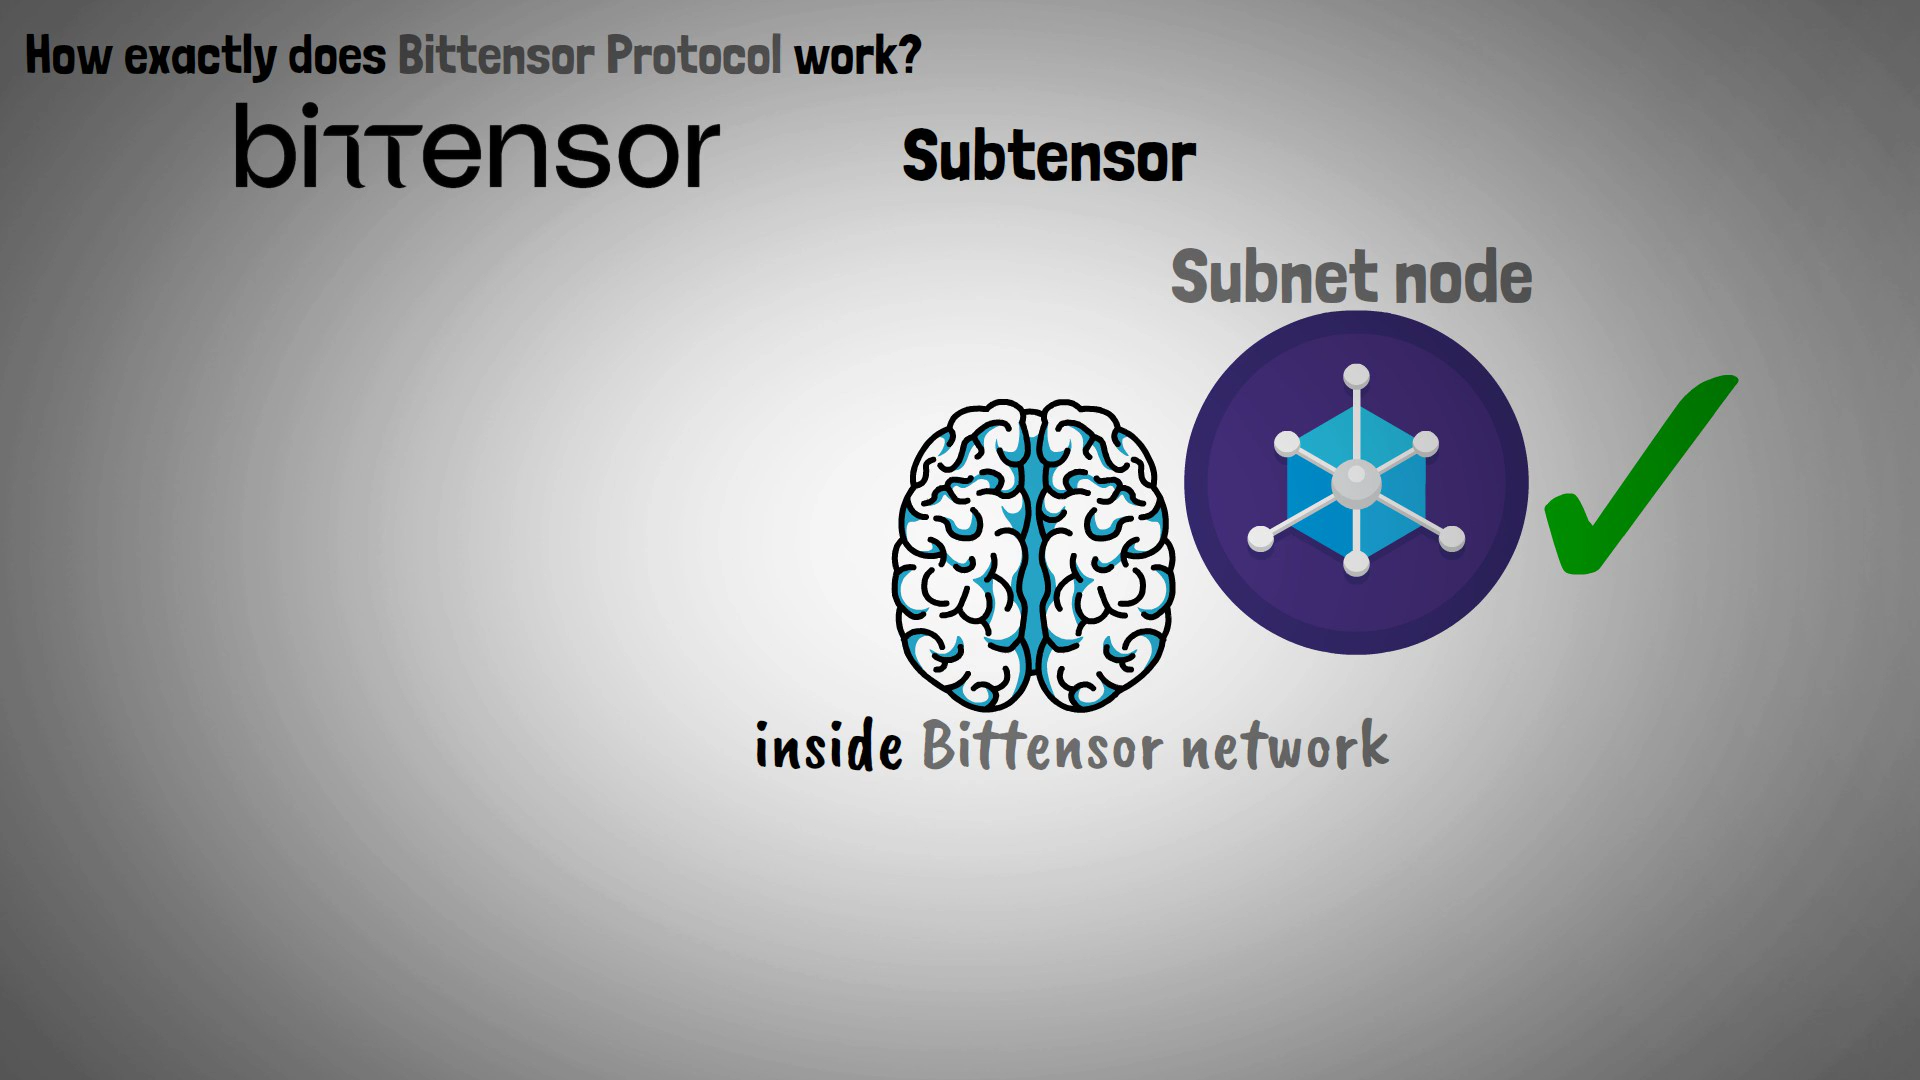 How exactly does Bittensor Protocol work?
bittensor
Subtensor
Subnet node
inside Bittensor network